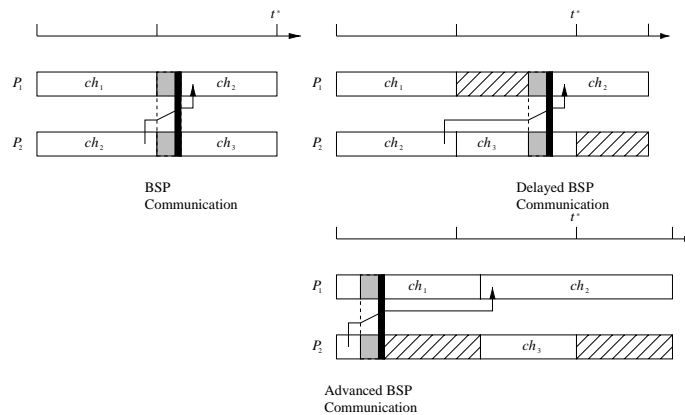 t*
P₁ ch₁ ch₂
P₂ ch₂ ch₃
BSP
Communication
t*
P₁ ch₁ ch₂
P₂ ch₂ ch₃
Delayed BSP
Communication
t*
P₁ ch₁ ch₂
P₂ ch₃
Advanced BSP
Communication